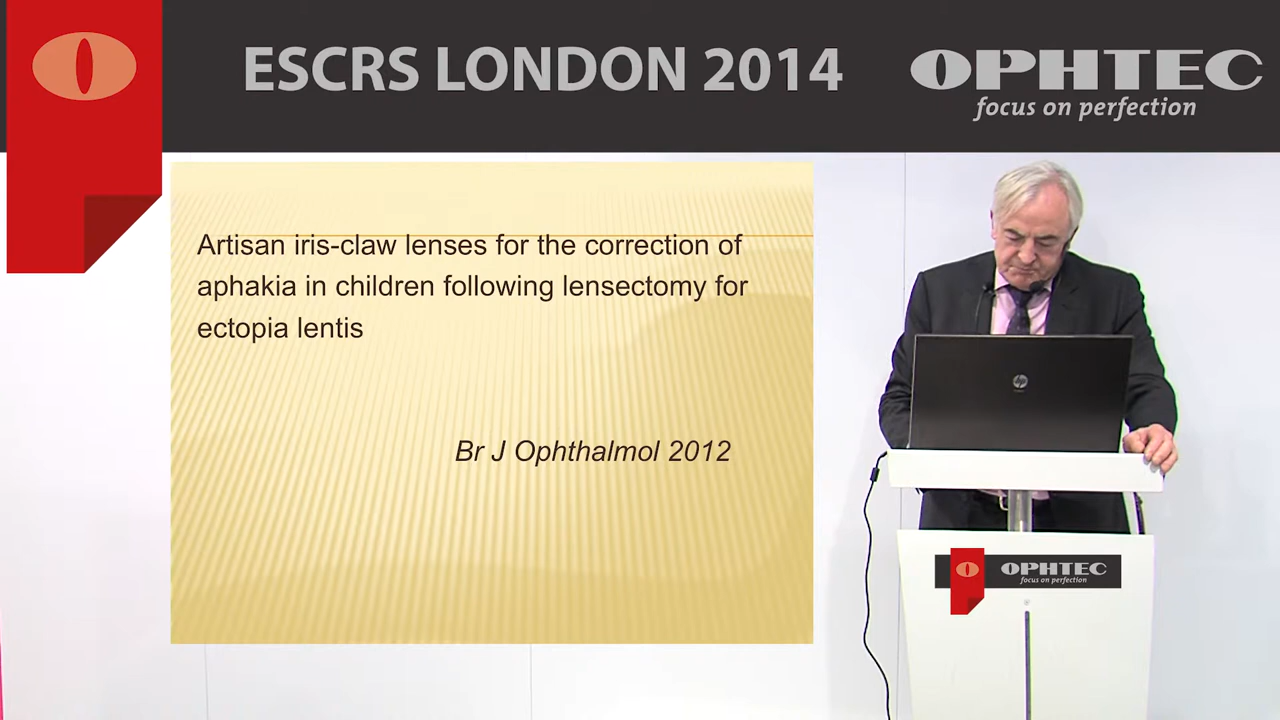 ESCRS LONDON 2014
OPHTEC
focus on perfection
Artisan iris-claw lenses for the correction of
aphakia in children following lensectomy for
ectopia lentis
Br J Ophthalmol 2012
hp
OPHTEC
focus on perfection